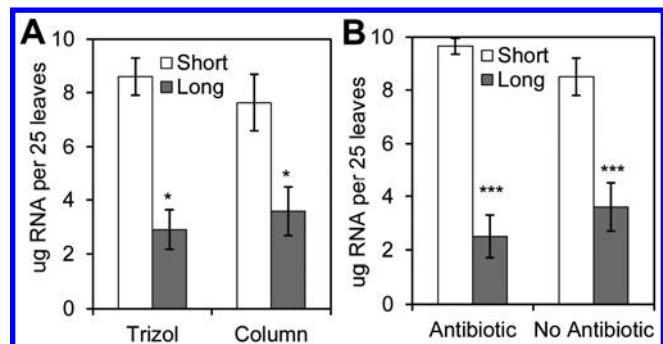 A
ug RNA per 25 leaves
10
8
6
4
2
0
Short
Long
*
*
Trizol
Column
B
ug RNA per 25 leaves
10
8
6
4
2
0
Short
Long
***
***
Antibiotic
No Antibiotic